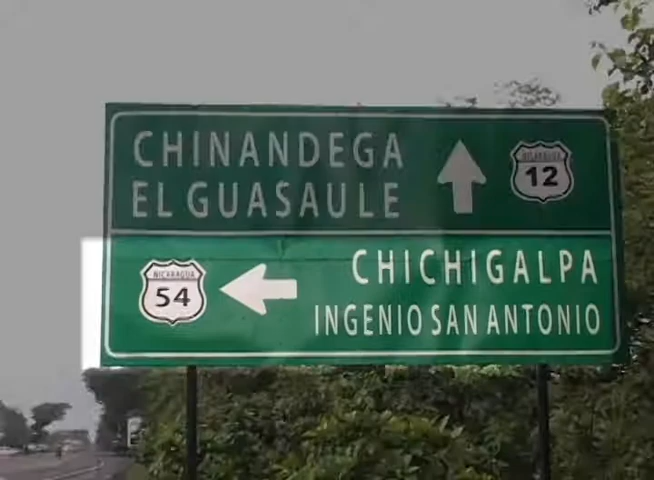 CHINANDEGA
EL GUASAULE
NICARAGUA
12
NICARAGUA
54
CHICHIGALPA
INGENIO SAN ANTONIO